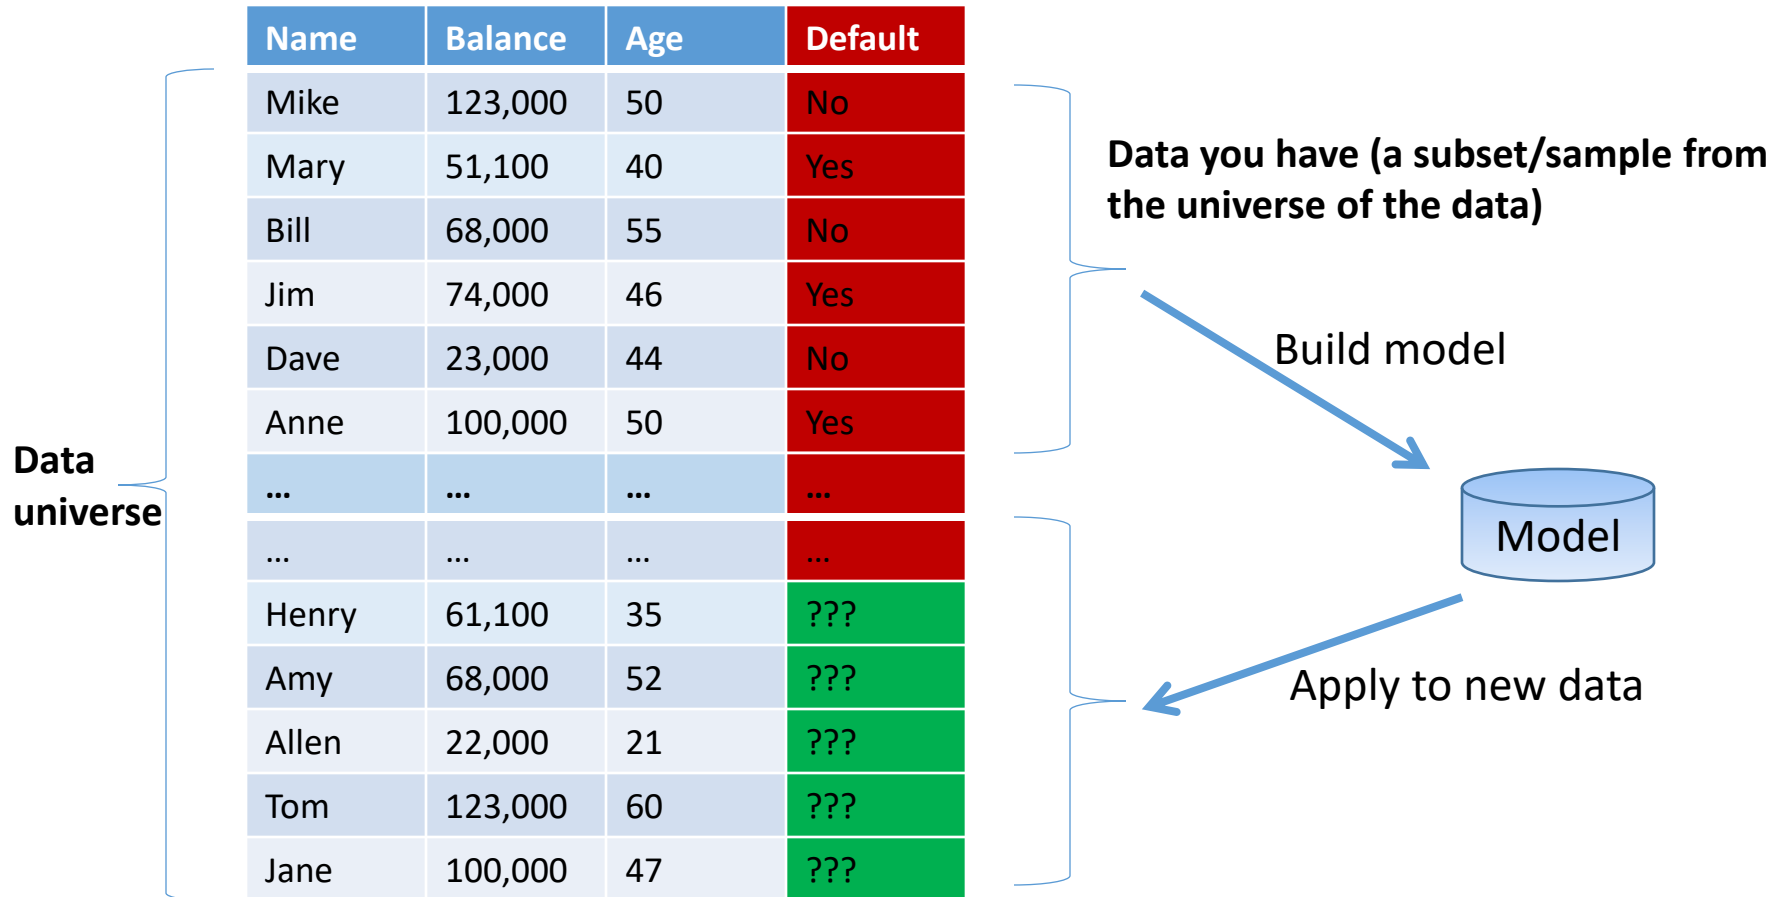 Name Balance Age Default
Mike 123,000 50 No
Mary 51,100 40 Yes
Bill 68,000 55 No
Jim 74,000 46 Yes
Dave 23,000 44 No
Anne 100,000 50 Yes
... ... ... ...
... ... ... ...
Henry 61,100 35 ???
Amy 68,000 52 ???
Allen 22,000 21 ???
Tom 123,000 60 ???
Jane 100,000 47 ???
Data
universe
Data you have (a subset/sample from
the universe of the data)
Build model
Model
Apply to new data